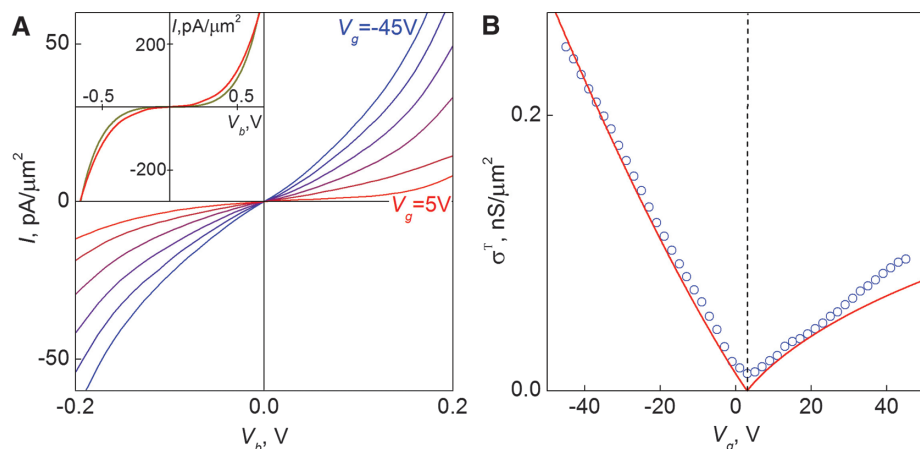 A
I, pA/μm²
200
-0.5
0.5
V_b, V
-200
V_g=-45V
V_g=5V
50
0
-50
I, pA/μm²
-0.2
0.0
0.2
V_b, V
B
σᵀ, nS/μm²
0.2
0.0
-40
-20
0
20
40
V_g, V